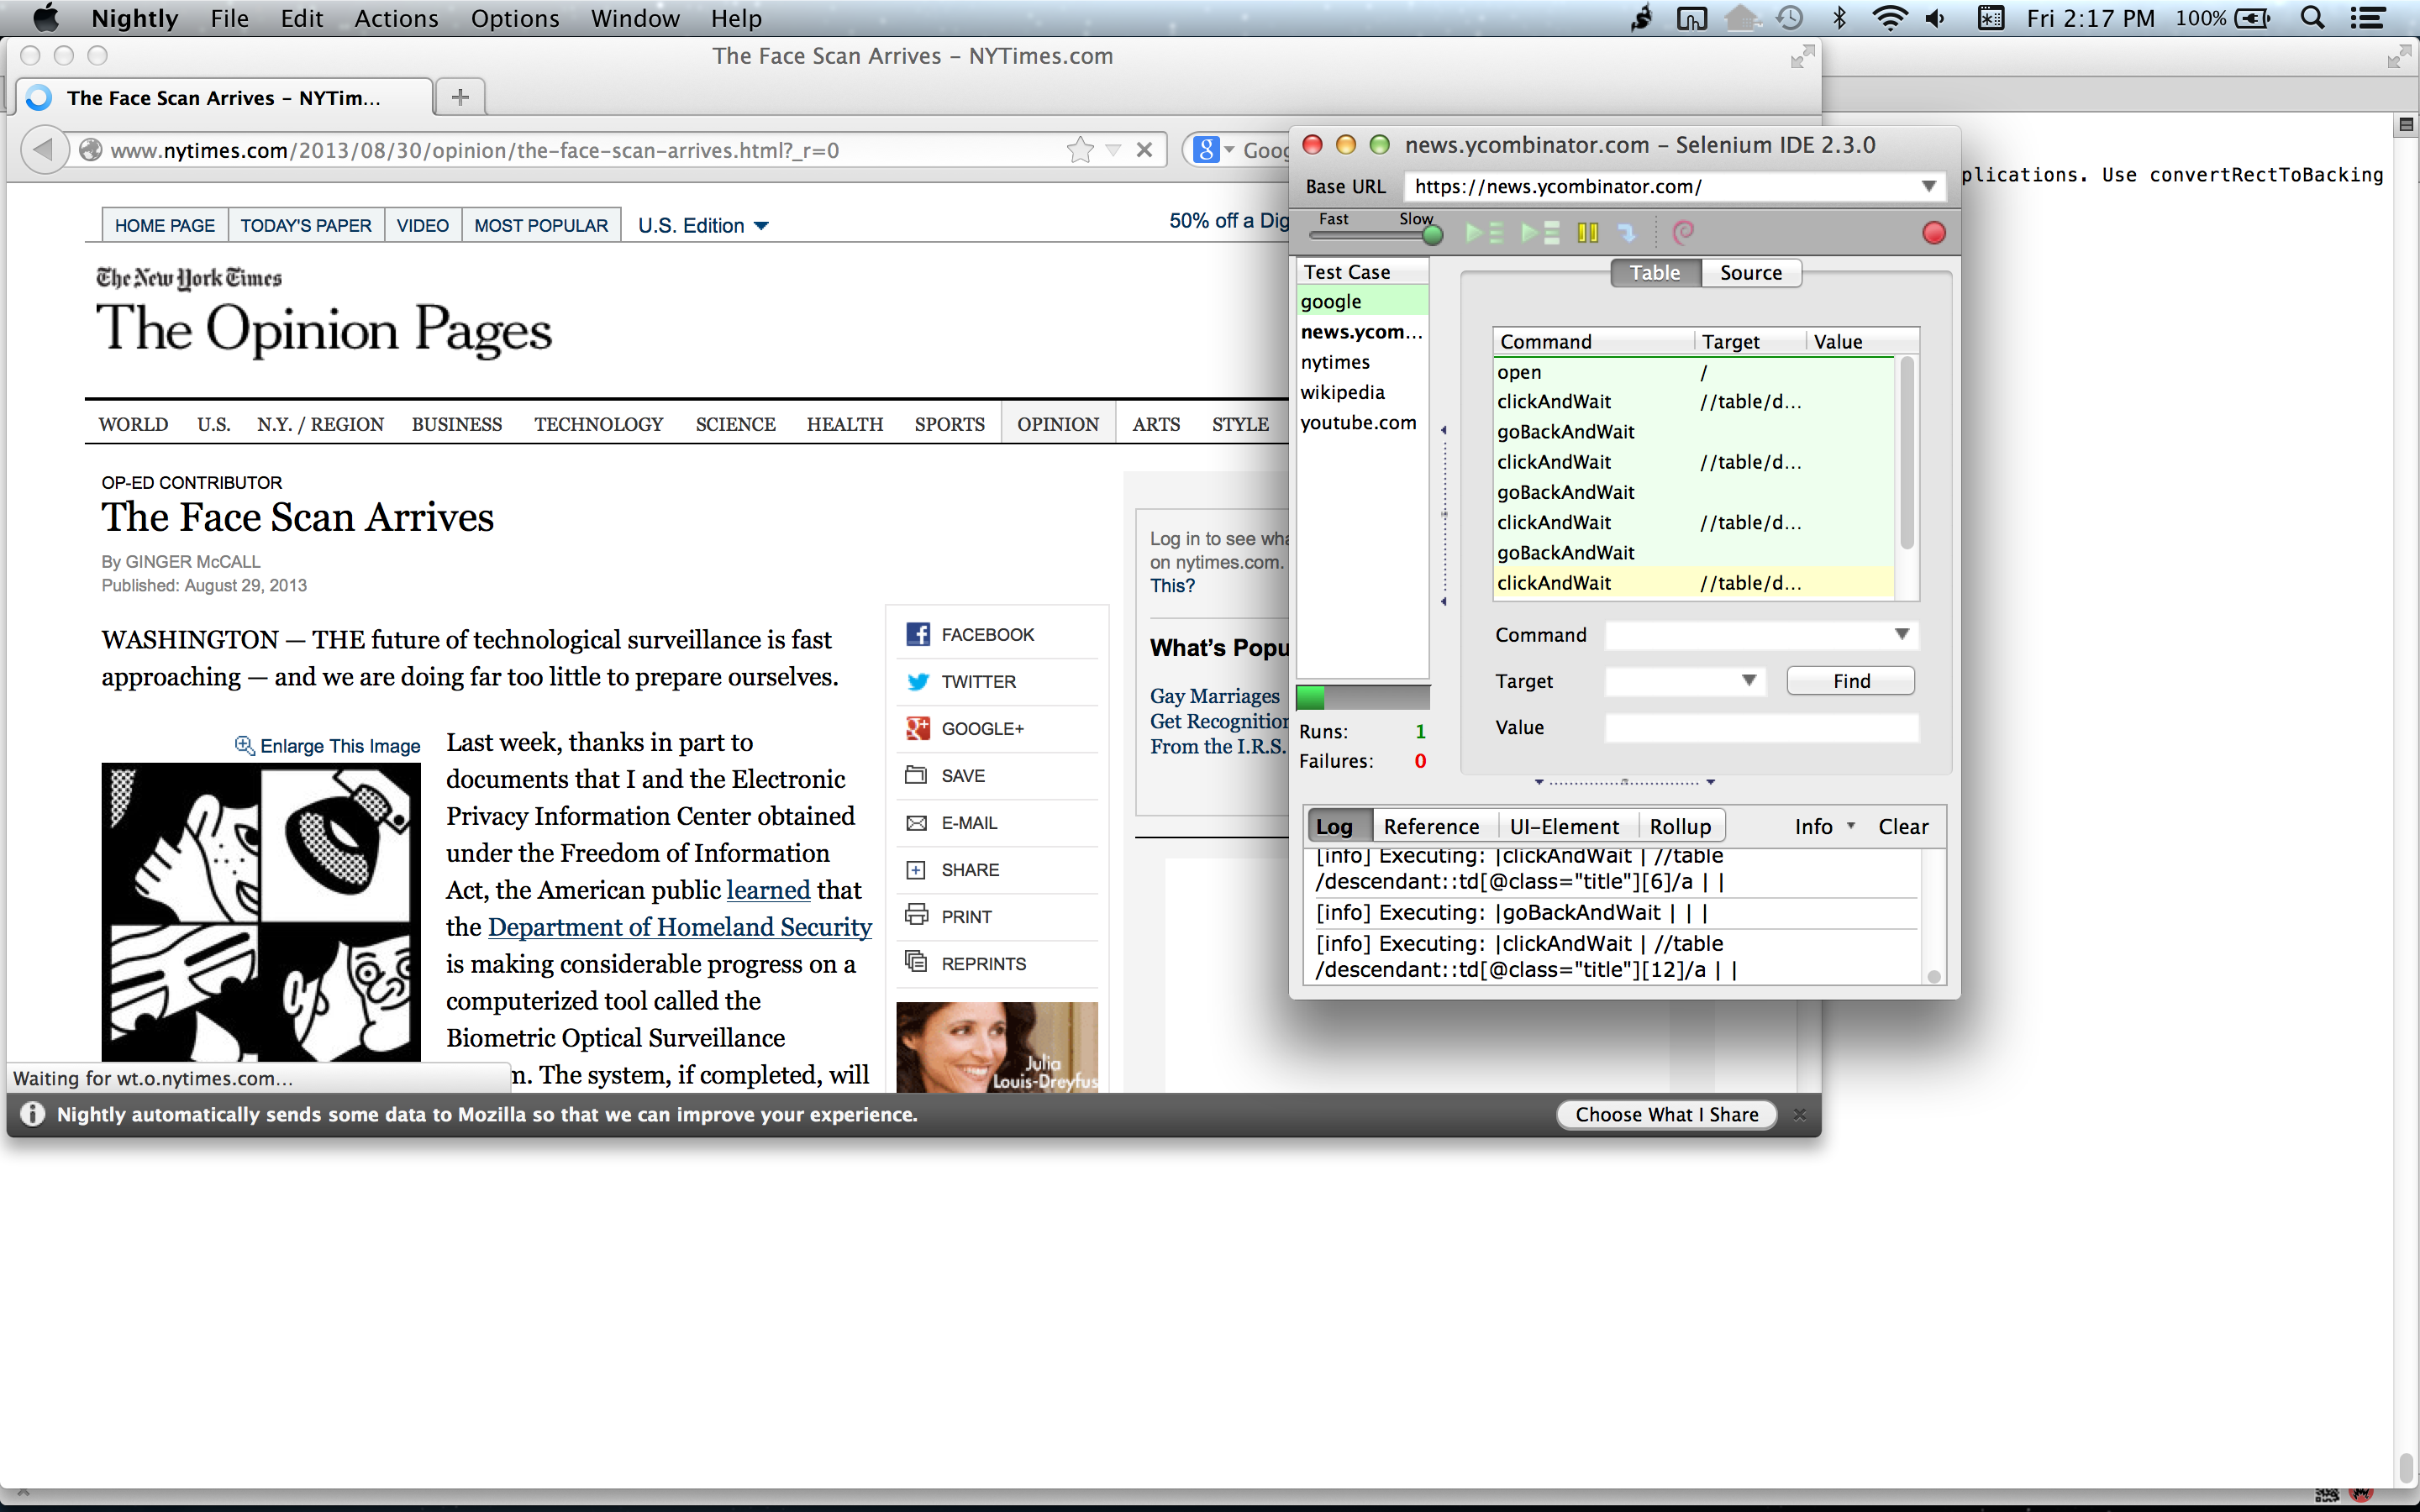 Nightly File Edit Actions Options Window Help
Fri 2:17 PM 100%
The Face Scan Arrives – NYTimes.com
The Face Scan Arrives – NYTim...
www.nytimes.com/2013/08/30/opinion/the-face-scan-arrives.html?_r=0
HOME PAGE TODAY'S PAPER VIDEO MOST POPULAR U.S. Edition
50% off a Dig
The New York Times
The Opinion Pages
WORLD U.S. N.Y. / REGION BUSINESS TECHNOLOGY SCIENCE HEALTH SPORTS OPINION ARTS STYLE
OP-ED CONTRIBUTOR
The Face Scan Arrives
By GINGER McCALL
Published: August 29, 2013
WASHINGTON — THE future of technological surveillance is fast
approaching — and we are doing far too little to prepare ourselves.
Enlarge This Image
Last week, thanks in part to
documents that I and the Electronic
Privacy Information Center obtained
under the Freedom of Information
Act, the American public learned that
the Department of Homeland Security
is making considerable progress on a
computerized tool called the
Biometric Optical Surveillance
m. The system, if completed, will
FACEBOOK
TWITTER
GOOGLE+
SAVE
E-MAIL
SHARE
PRINT
REPRINTS
Julia
Louis-Dreyfus
Log in to see wha
on nytimes.com.
This?
What's Popu
Gay Marriages
Get Recognition
From the I.R.S.
Waiting for wt.o.nytimes.com...
Nightly automatically sends some data to Mozilla so that we can improve your experience.
Choose What I Share
8 Goog
news.ycombinator.com – Selenium IDE 2.3.0
Base URL https://news.ycombinator.com/
Fast Slow
Test Case
google
news.ycom...
nytimes
wikipedia
youtube.com
Runs: 1
Failures: 0
Table Source
Command Target Value
open /
clickAndWait //table/d...
goBackAndWait
clickAndWait //table/d...
goBackAndWait
clickAndWait //table/d...
goBackAndWait
clickAndWait //table/d...
Command
Target Find
Value
Log Reference UI-Element Rollup Info Clear
[info] Executing: |clickAndWait | //table
/descendant::td[@class="title"][6]/a | |
[info] Executing: |goBackAndWait | | |
[info] Executing: |clickAndWait | //table
/descendant::td[@class="title"][12]/a | |
plications. Use convertRectToBacking